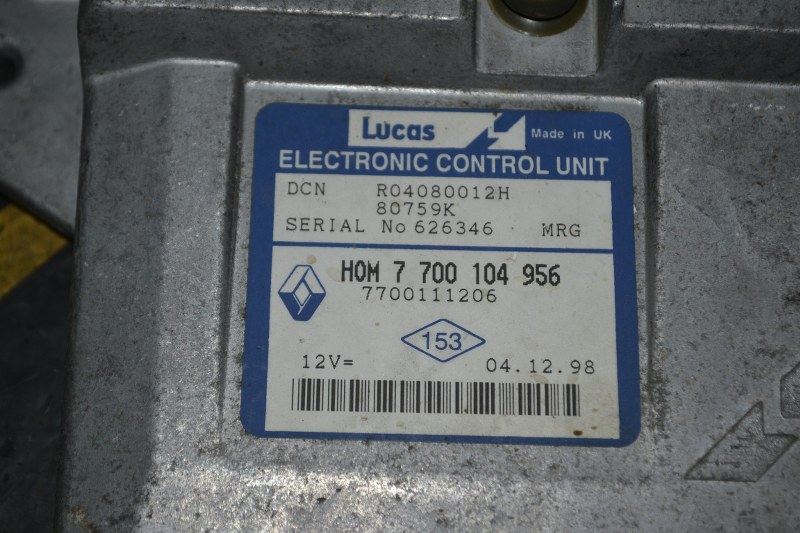 Lucas Made in UK
ELECTRONIC CONTROL UNIT
DCN R04080012H
80759K
SERIAL No 626346 MRG
HOM 7 700 104 956
7700111206
153
12V= 04.12.98